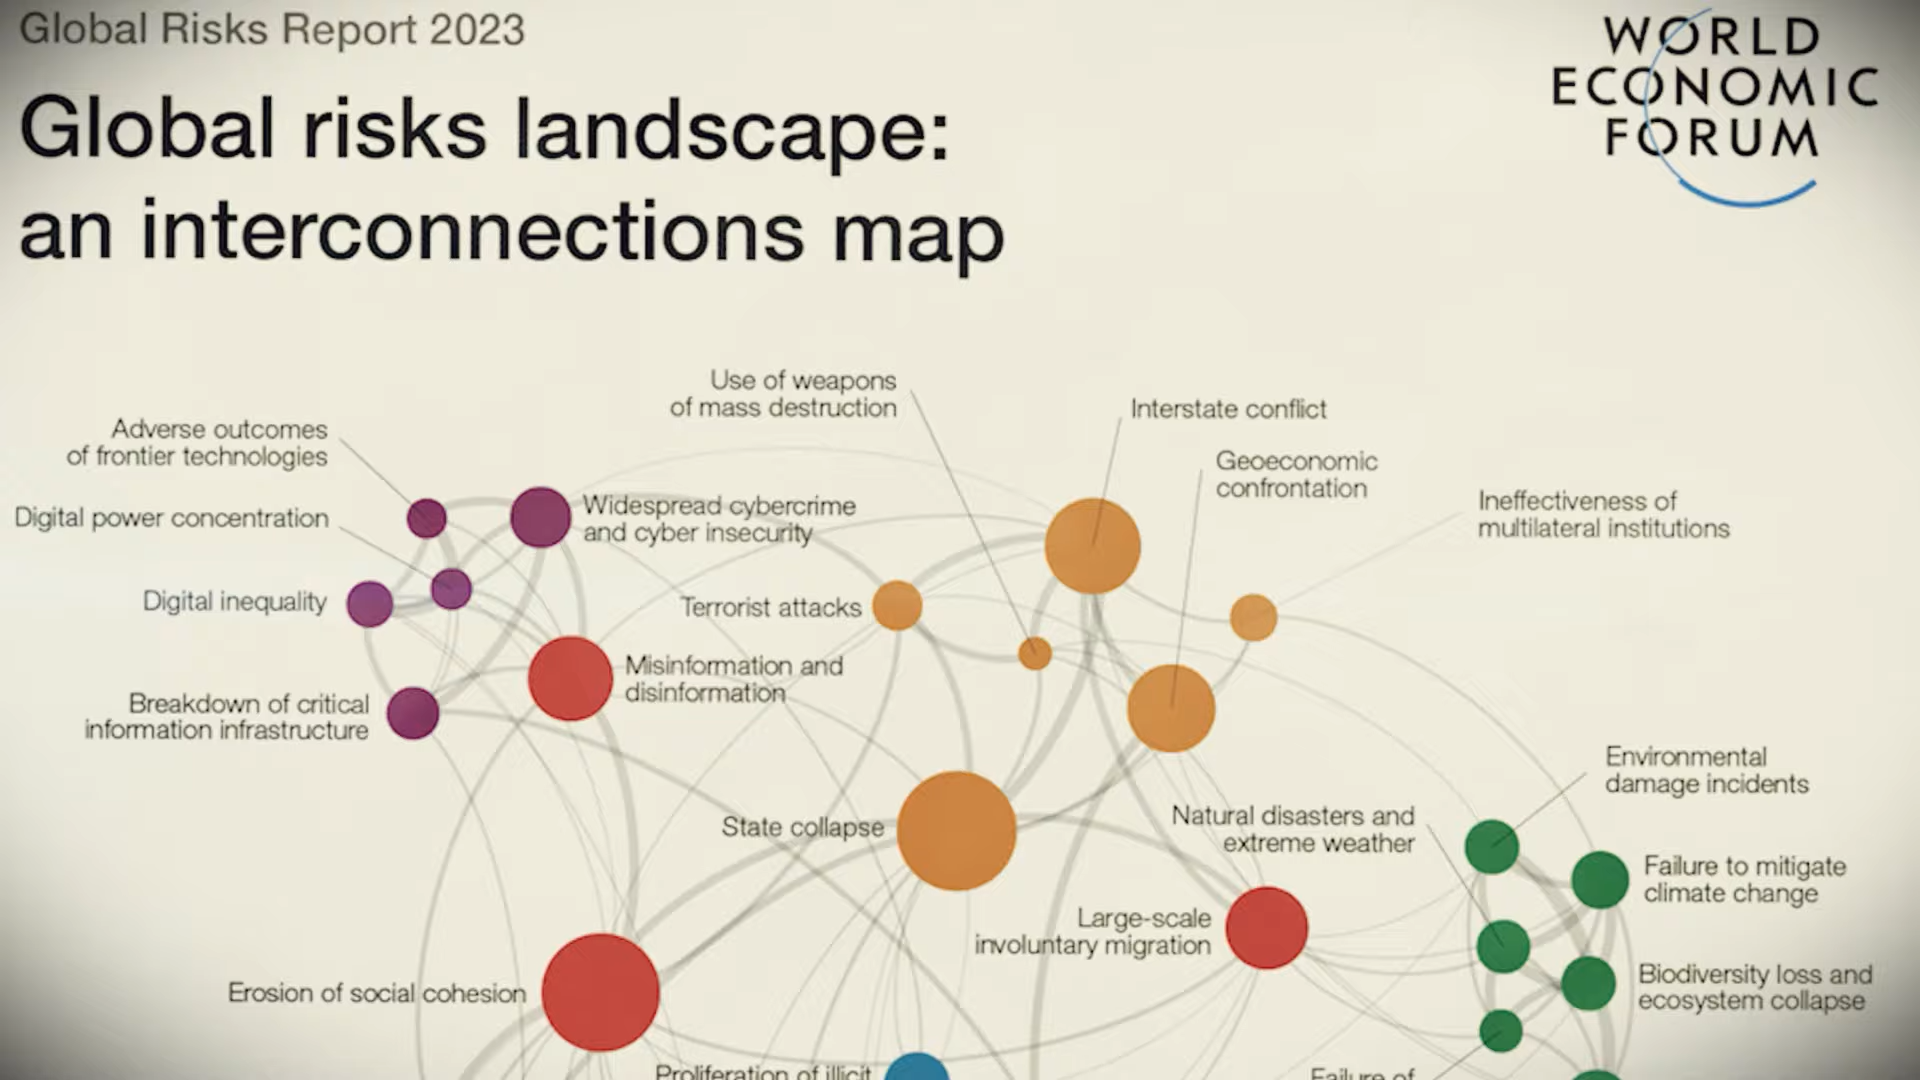 Global Risks Report 2023
WORLD
ECONOMIC
FORUM
Global risks landscape:
an interconnections map
Use of weapons
of mass destruction
Interstate conflict
Adverse outcomes
of frontier technologies
Geoeconomic
confrontation
Digital power concentration
Widespread cybercrime
and cyber insecurity
Ineffectiveness of
multilateral institutions
Digital inequality
Terrorist attacks
Misinformation and
disinformation
Breakdown of critical
information infrastructure
Environmental
damage incidents
State collapse
Natural disasters and
extreme weather
Failure to mitigate
climate change
Large-scale
involuntary migration
Erosion of social cohesion
Biodiversity loss and
ecosystem collapse
Proliferation of illicit
Failure of